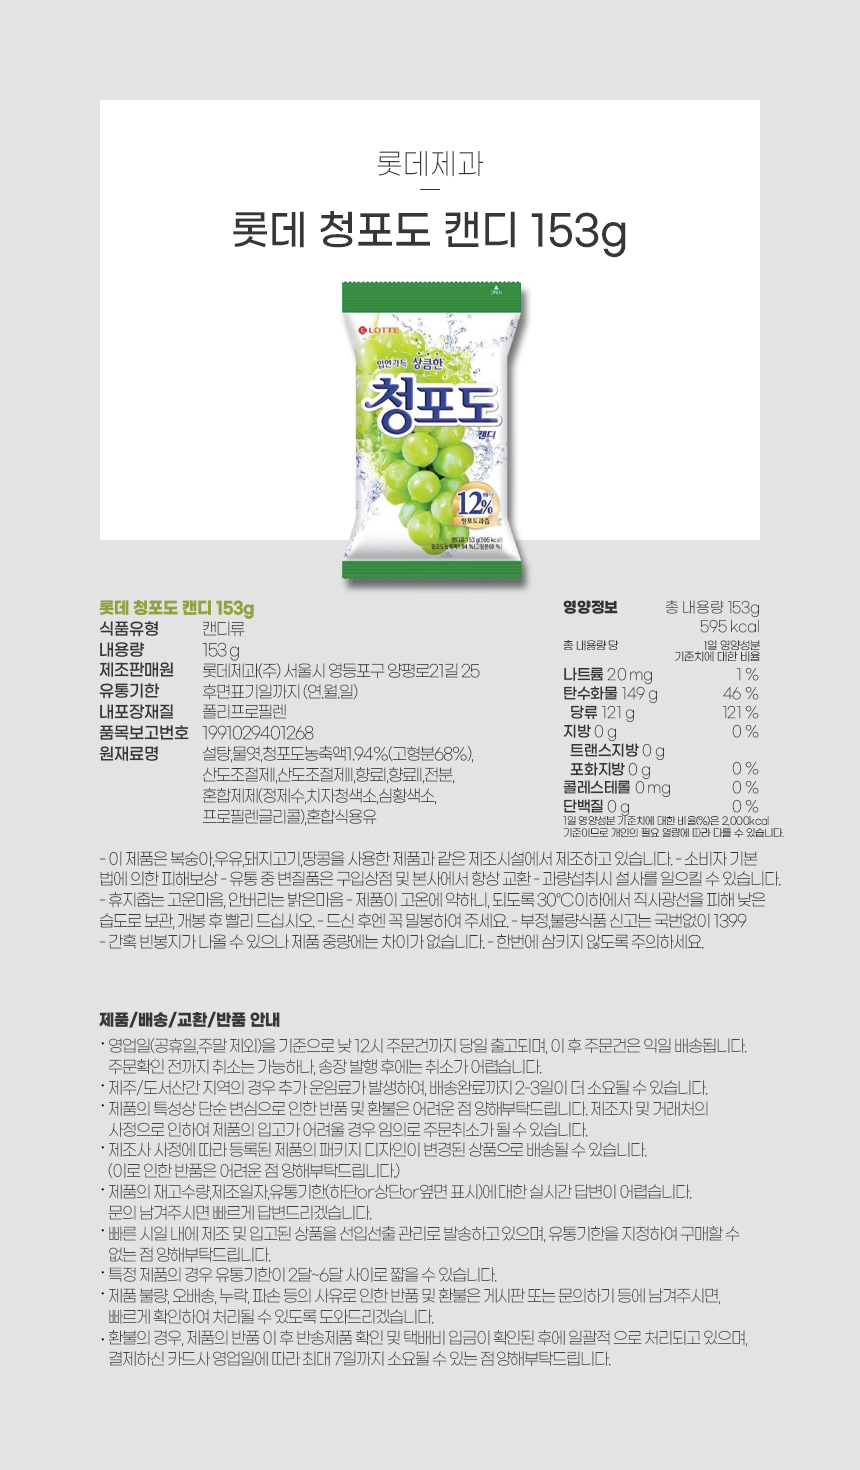 롯데제과
롯데 청포도 캔디 153g
OPEN
LOTTE
입안가득 상큼한
청포도
캔디
12%
청포도과즙
캔디류 153 g(595 kcal)
청포도농축액1.94 %(고형분68 %)
롯데 청포도 캔디 153g
식품유형 캔디류
내용량 153 g
제조판매원 롯데제과(주) 서울시 영등포구 양평로21길 25
유통기한 후면표기일까지 (연.월.일)
내포장재질 폴리프로필렌
품목보고번호 1991029401268
원재료명 설탕,물엿,청포도농축액1.94%(고형분68%),
산도조절제I,산도조절제II,향료I,향료II,전분,
혼합제제(정제수,치자청색소,심황색소,
프로필렌글리콜),혼합식용유
영양정보 총 내용량 153g
595 kcal
총 내용량 당 1일 영양성분
기준치에 대한 비율
나트륨 20 mg 1 %
탄수화물 149 g 46 %
당류 121 g 121 %
지방 0 g 0 %
트랜스지방 0 g
포화지방 0 g 0 %
콜레스테롤 0 mg 0 %
단백질 0 g 0 %
1일 영양성분 기준치에 대한 비율(%)은 2,000kcal
기준이므로 개인의 필요 열량에 따라 다를 수 있습니다.
- 이 제품은 복숭아,우유,돼지고기,땅콩을 사용한 제품과 같은 제조시설에서 제조하고 있습니다. - 소비자 기본
법에 의한 피해보상 - 유통 중 변질품은 구입상점 및 본사에서 항상 교환 - 과량섭취시 설사를 일으킬 수 있습니다.
- 휴지줍는 고운마음, 안버리는 밝은마음 - 제품이 고온에 약하니, 되도록 30℃이하에서 직사광선을 피해 낮은
습도로 보관, 개봉 후 빨리 드십시오. - 드신 후엔 꼭 밀봉하여 주세요. - 부정,불량식품 신고는 국번없이 1399
- 간혹 빈봉지가 나올 수 있으나 제품 중량에는 차이가 없습니다. - 한번에 삼키지 않도록 주의하세요.
제품/배송/교환/반품 안내
· 영업일(공휴일,주말 제외)을 기준으로 낮 12시 주문건까지 당일 출고되며, 이 후 주문건은 익일 배송됩니다.
주문확인 전까지 취소는 가능하나, 송장 발행 후에는 취소가 어렵습니다.
· 제주/도서산간 지역의 경우 추가 운임료가 발생하여, 배송완료까지 2-3일이 더 소요될 수 있습니다.
· 제품의 특성상 단순 변심으로 인한 반품 및 환불은 어려운 점 양해부탁드립니다. 제조자 및 거래처의
사정으로 인하여 제품의 입고가 어려울 경우 임의로 주문취소가 될 수 있습니다.
· 제조사 사정에 따라 등록된 제품의 패키지 디자인이 변경된 상품으로 배송될 수 있습니다.
(이로 인한 반품은 어려운 점 양해부탁드립니다.)
· 제품의 재고수량,제조일자,유통기한(하단or상단or옆면 표시)에 대한 실시간 답변이 어렵습니다.
문의 남겨주시면 빠르게 답변드리겠습니다.
· 빠른 시일 내에 제조 및 입고된 상품을 선입선출 관리로 발송하고 있으며, 유통기한을 지정하여 구매할 수
없는 점 양해부탁드립니다.
· 특정 제품의 경우 유통기한이 2달~6달 사이로 짧을 수 있습니다.
· 제품 불량, 오배송, 누락, 파손 등의 사유로 인한 반품 및 환불은 게시판 또는 문의하기 등에 남겨주시면,
빠르게 확인하여 처리될 수 있도록 도와드리겠습니다.
· 환불의 경우, 제품의 반품 이 후 반송제품 확인 및 택배비 입금이 확인된 후에 일괄적 으로 처리되고 있으며,
결제하신 카드사 영업일에 따라 최대 7일까지 소요될 수 있는 점 양해부탁드립니다.